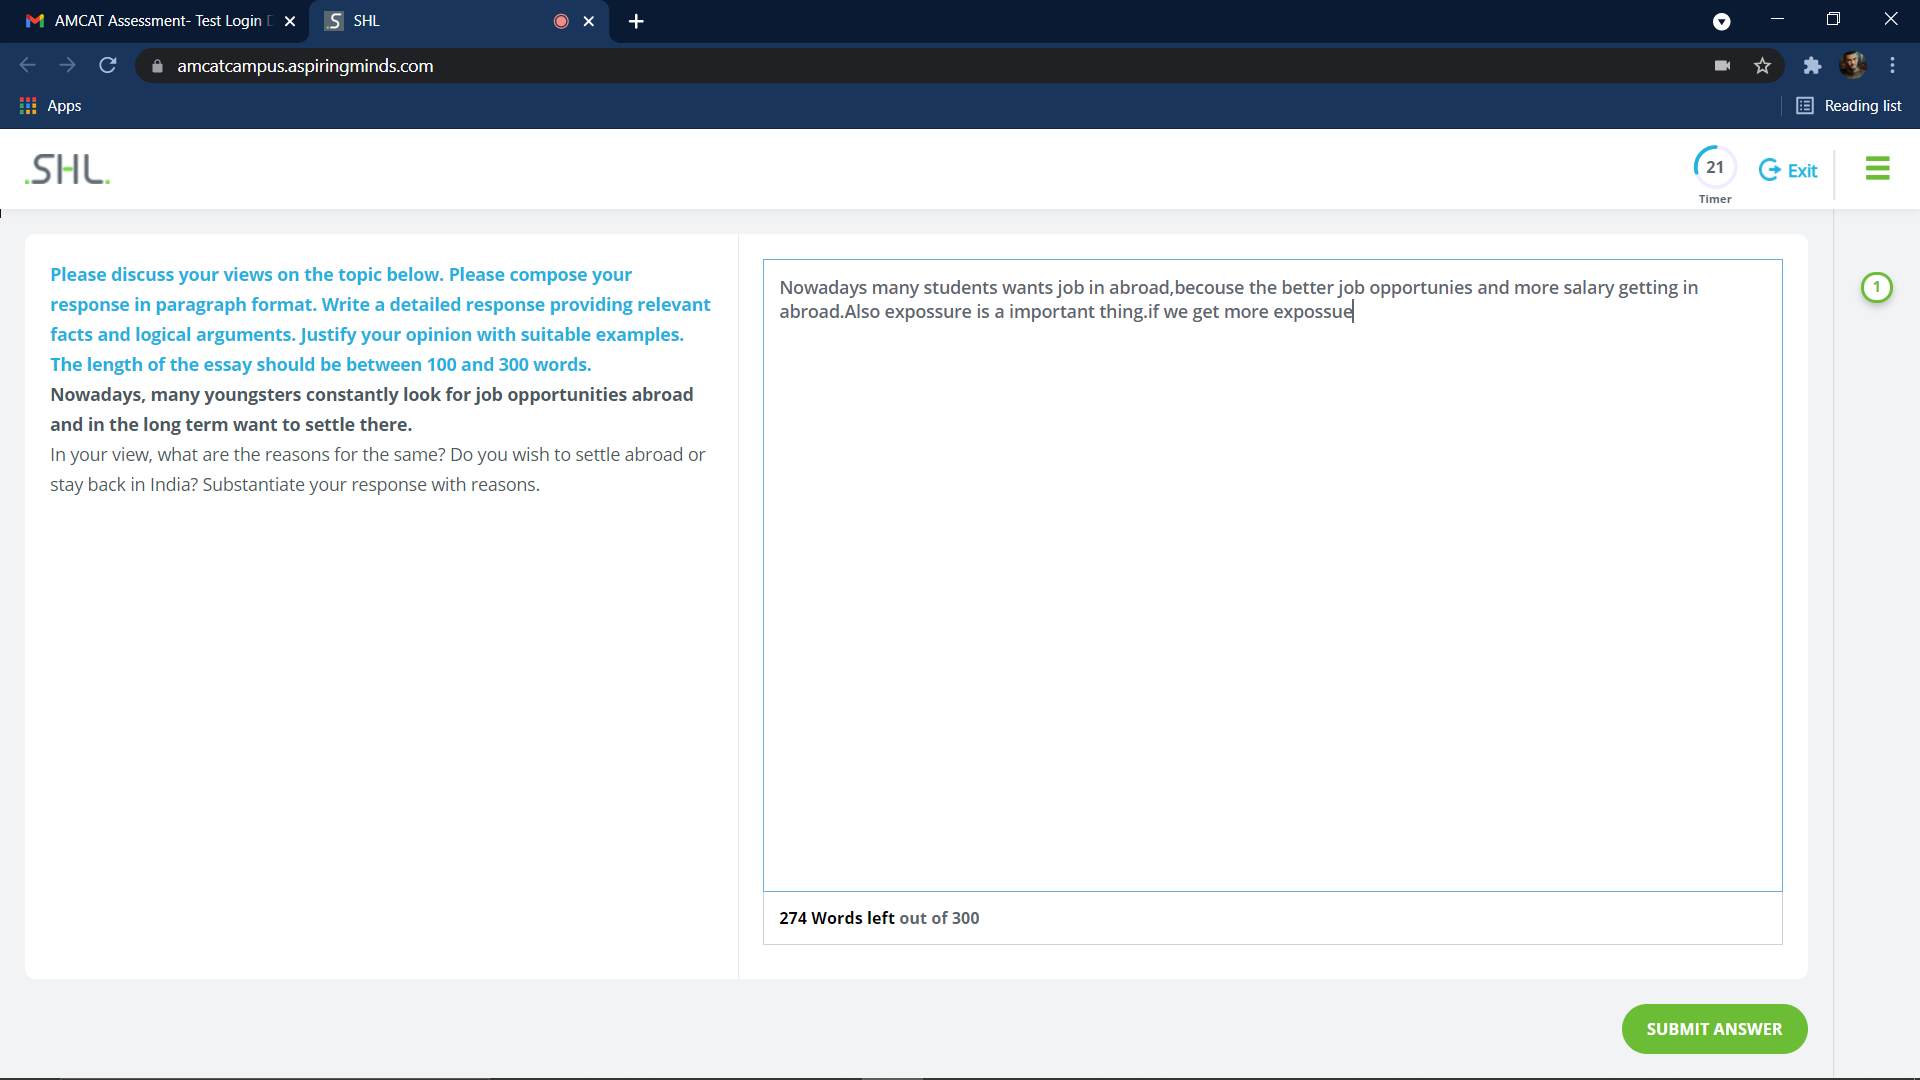 AMCAT Assessment- Test Login
SHL
amcatcampus.aspiringminds.com
Apps
Reading list
.SHL.
21
Timer
Exit
Please discuss your views on the topic below. Please compose your
response in paragraph format. Write a detailed response providing relevant
facts and logical arguments. Justify your opinion with suitable examples.
The length of the essay should be between 100 and 300 words.
Nowadays, many youngsters constantly look for job opportunities abroad
and in the long term want to settle there.
In your view, what are the reasons for the same? Do you wish to settle abroad or
stay back in India? Substantiate your response with reasons.
Nowadays many students wants job in abroad,becouse the better job opportunies and more salary getting in
abroad.Also expossure is a important thing.if we get more expossue
274 Words left out of 300
1
SUBMIT ANSWER